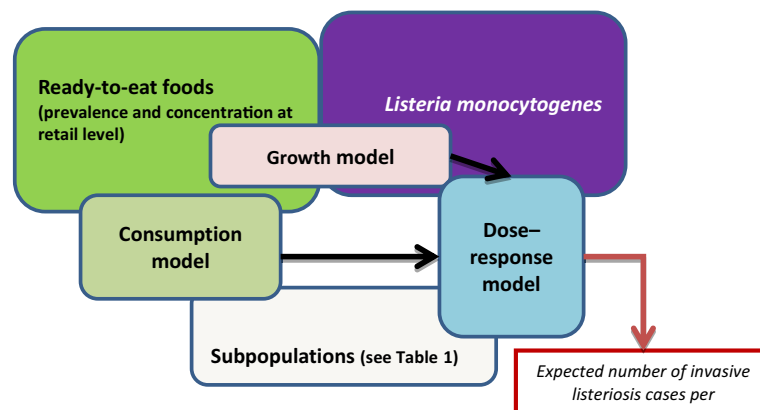 Ready-to-eat foods
(prevalence and concentration at
retail level)
Listeria monocytogenes
Growth model
Consumption
model
Dose–
response
model
Subpopulations (see Table 1)
Expected number of invasive
listeriosis cases per